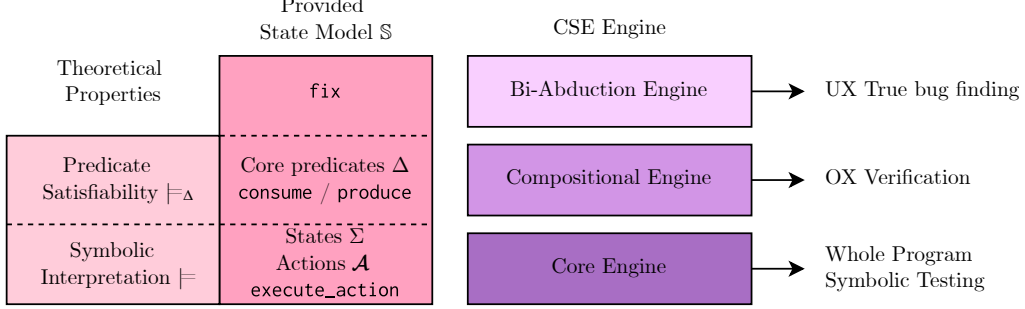 Provided
State Model 𝕊
CSE Engine
Theoretical
Properties
fix
Bi-Abduction Engine
UX True bug finding
Predicate
Satisfiability ⊨Δ
Core predicates Δ
consume / produce
Compositional Engine
OX Verification
Symbolic
Interpretation ⊨
States Σ
Actions 𝓐
execute_action
Core Engine
Whole Program
Symbolic Testing